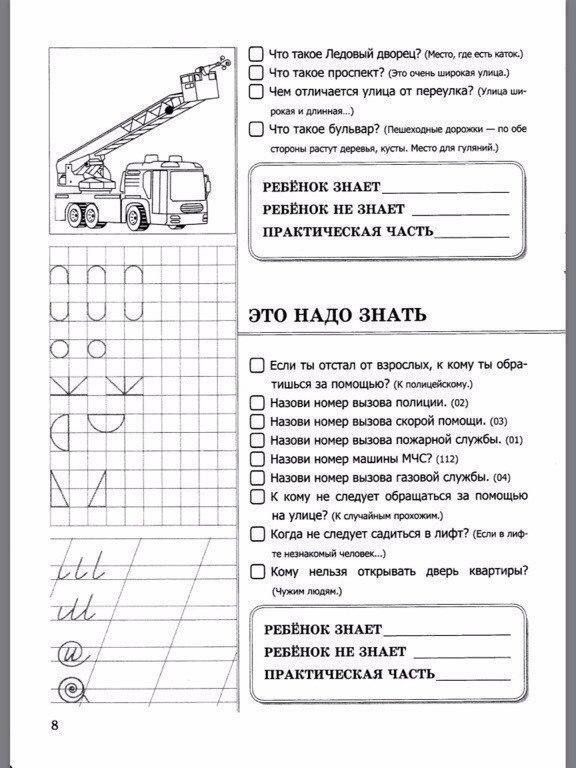 Что такое Ледовый дворец? (Место, где есть каток.)
Что такое проспект? (Это очень широкая улица.)
Чем отличается улица от переулка? (Улица ши-
рокая и длинная...)
Что такое бульвар? (Пешеходные дорожки — по обе
стороны растут деревья, кусты. Место для гуляний.)
РЕБЁНОК ЗНАЕТ
РЕБЁНОК НЕ ЗНАЕТ
ПРАКТИЧЕСКАЯ ЧАСТЬ
ЭТО НАДО ЗНАТЬ
Если ты отстал от взрослых, к кому ты обра-
тишься за помощью? (К полицейскому.)
Назови номер вызова полиции. (02)
Назови номер вызова скорой помощи. (03)
Назови номер вызова пожарной службы. (01)
Назови номер машины МЧС? (112)
Назови номер вызова газовой службы. (04)
К кому не следует обращаться за помощью
на улице? (К случайным прохожим.)
Когда не следует садиться в лифт? (Если в лиф-
те незнакомый человек...)
Кому нельзя открывать дверь квартиры?
(Чужим людям.)
РЕБЁНОК ЗНАЕТ
РЕБЁНОК НЕ ЗНАЕТ
ПРАКТИЧЕСКАЯ ЧАСТЬ
8